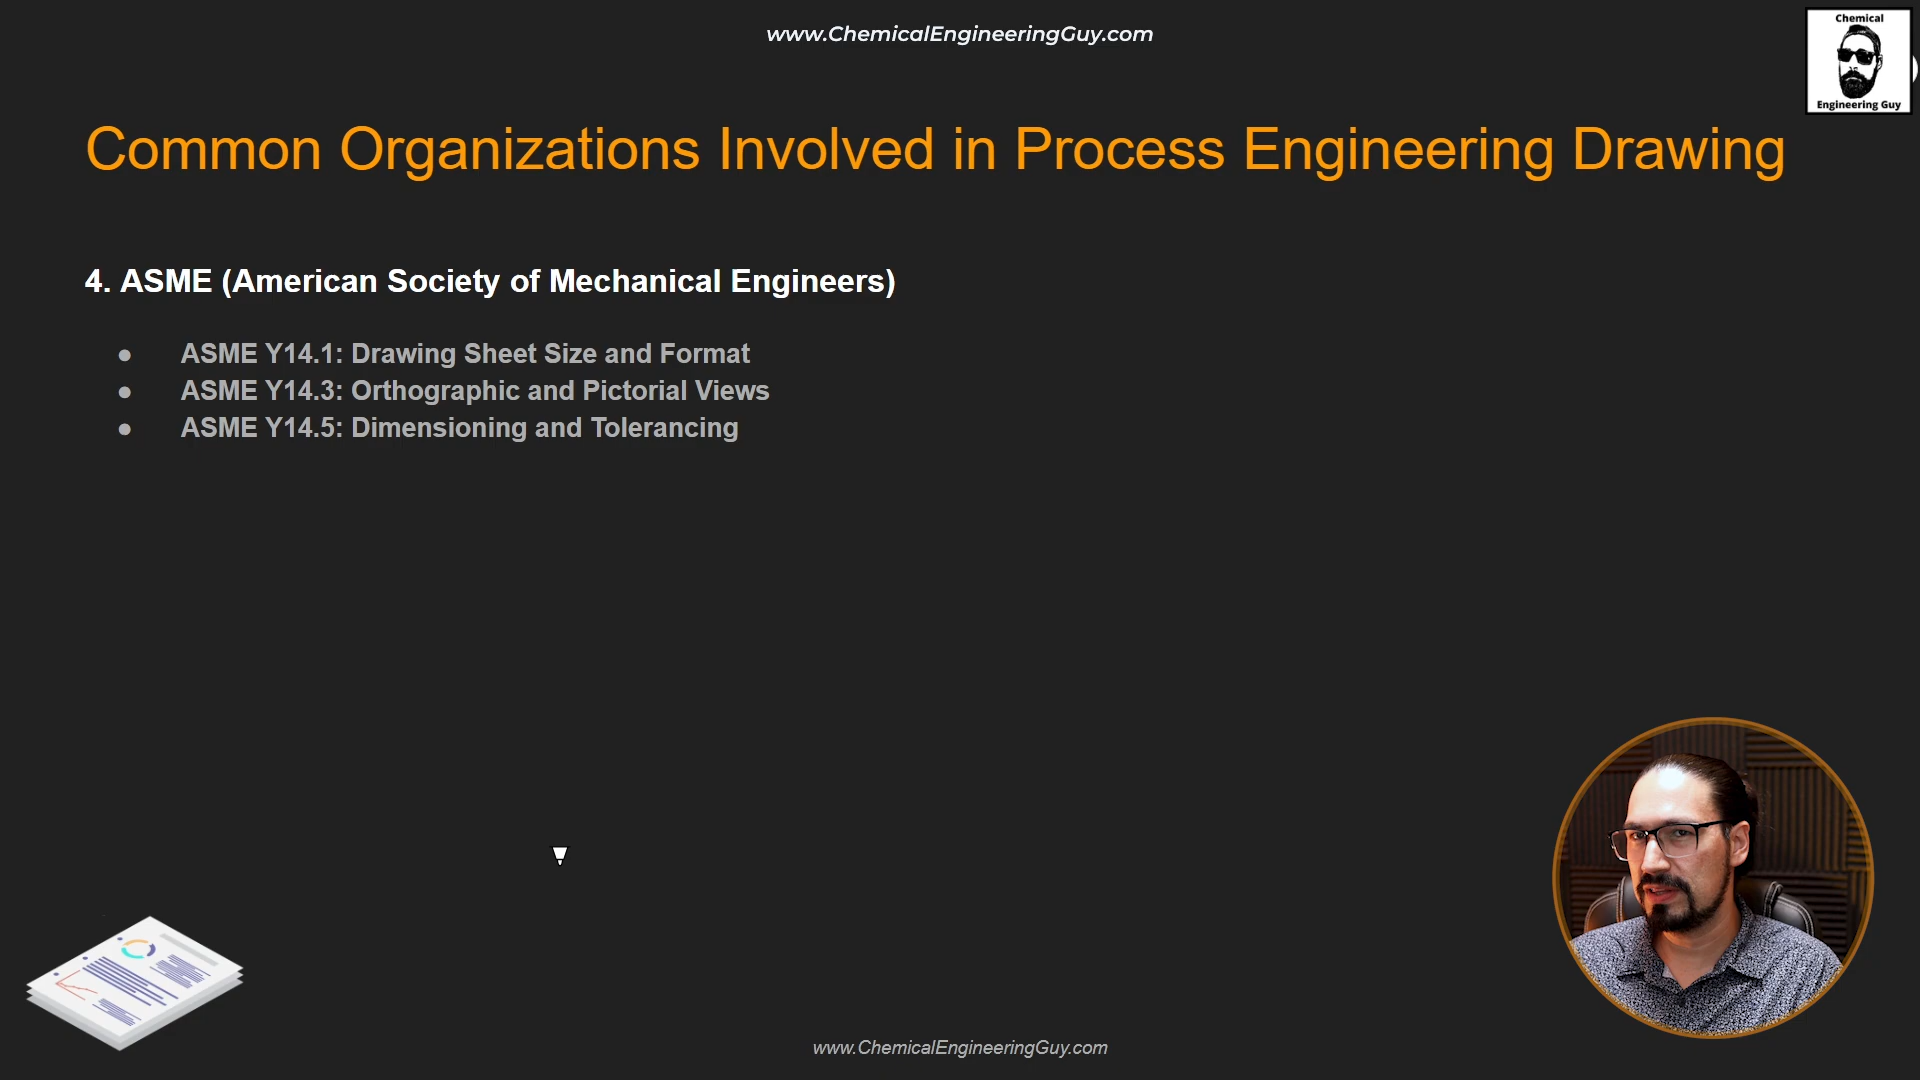 www.ChemicalEngineeringGuy.com
Chemical
Engineering Guy
Common Organizations Involved in Process Engineering Drawing
4. ASME (American Society of Mechanical Engineers)
● ASME Y14.1: Drawing Sheet Size and Format
● ASME Y14.3: Orthographic and Pictorial Views
● ASME Y14.5: Dimensioning and Tolerancing
www.ChemicalEngineeringGuy.com